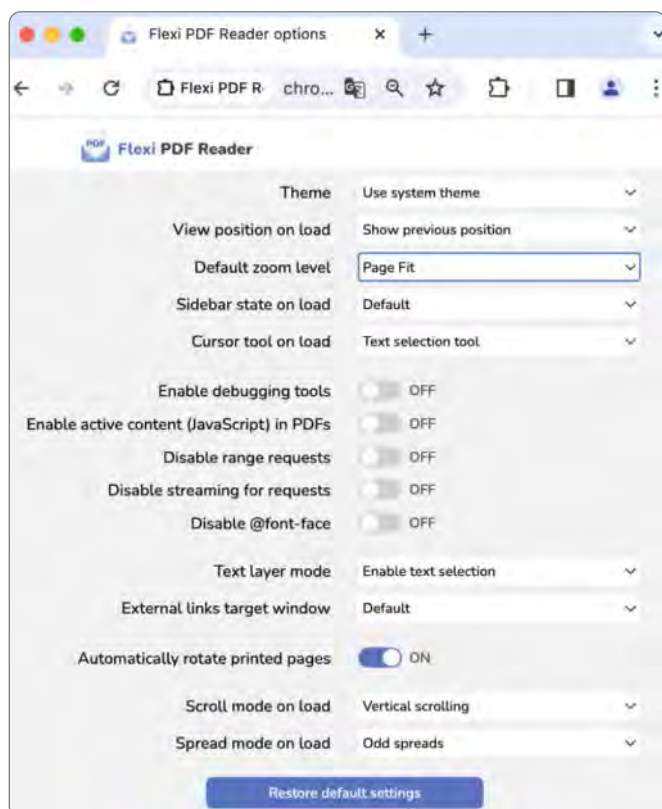 Flexi PDF Reader options
Flexi PDF R chro...
PDF Flexi PDF Reader
Theme Use system theme
View position on load Show previous position
Default zoom level Page Fit
Sidebar state on load Default
Cursor tool on load Text selection tool
Enable debugging tools OFF
Enable active content (JavaScript) in PDFs OFF
Disable range requests OFF
Disable streaming for requests OFF
Disable @font-face OFF
Text layer mode Enable text selection
External links target window Default
Automatically rotate printed pages ON
Scroll mode on load Vertical scrolling
Spread mode on load Odd spreads
Restore default settings